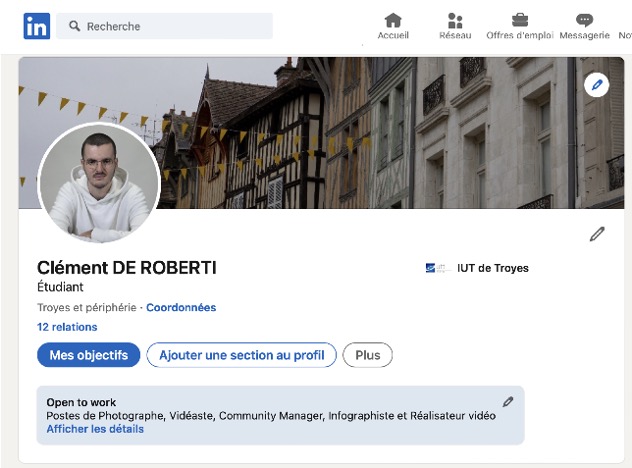 in
Recherche
Accueil
Réseau
Offres d'emploi
Messagerie
Clément DE ROBERTI
IUT de Troyes
Étudiant
Troyes et périphérie · Coordonnées
12 relations
Mes objectifs
Ajouter une section au profil
Plus
Open to work
Postes de Photographe, Vidéaste, Community Manager, Infographiste et Réalisateur vidéo
Afficher les détails